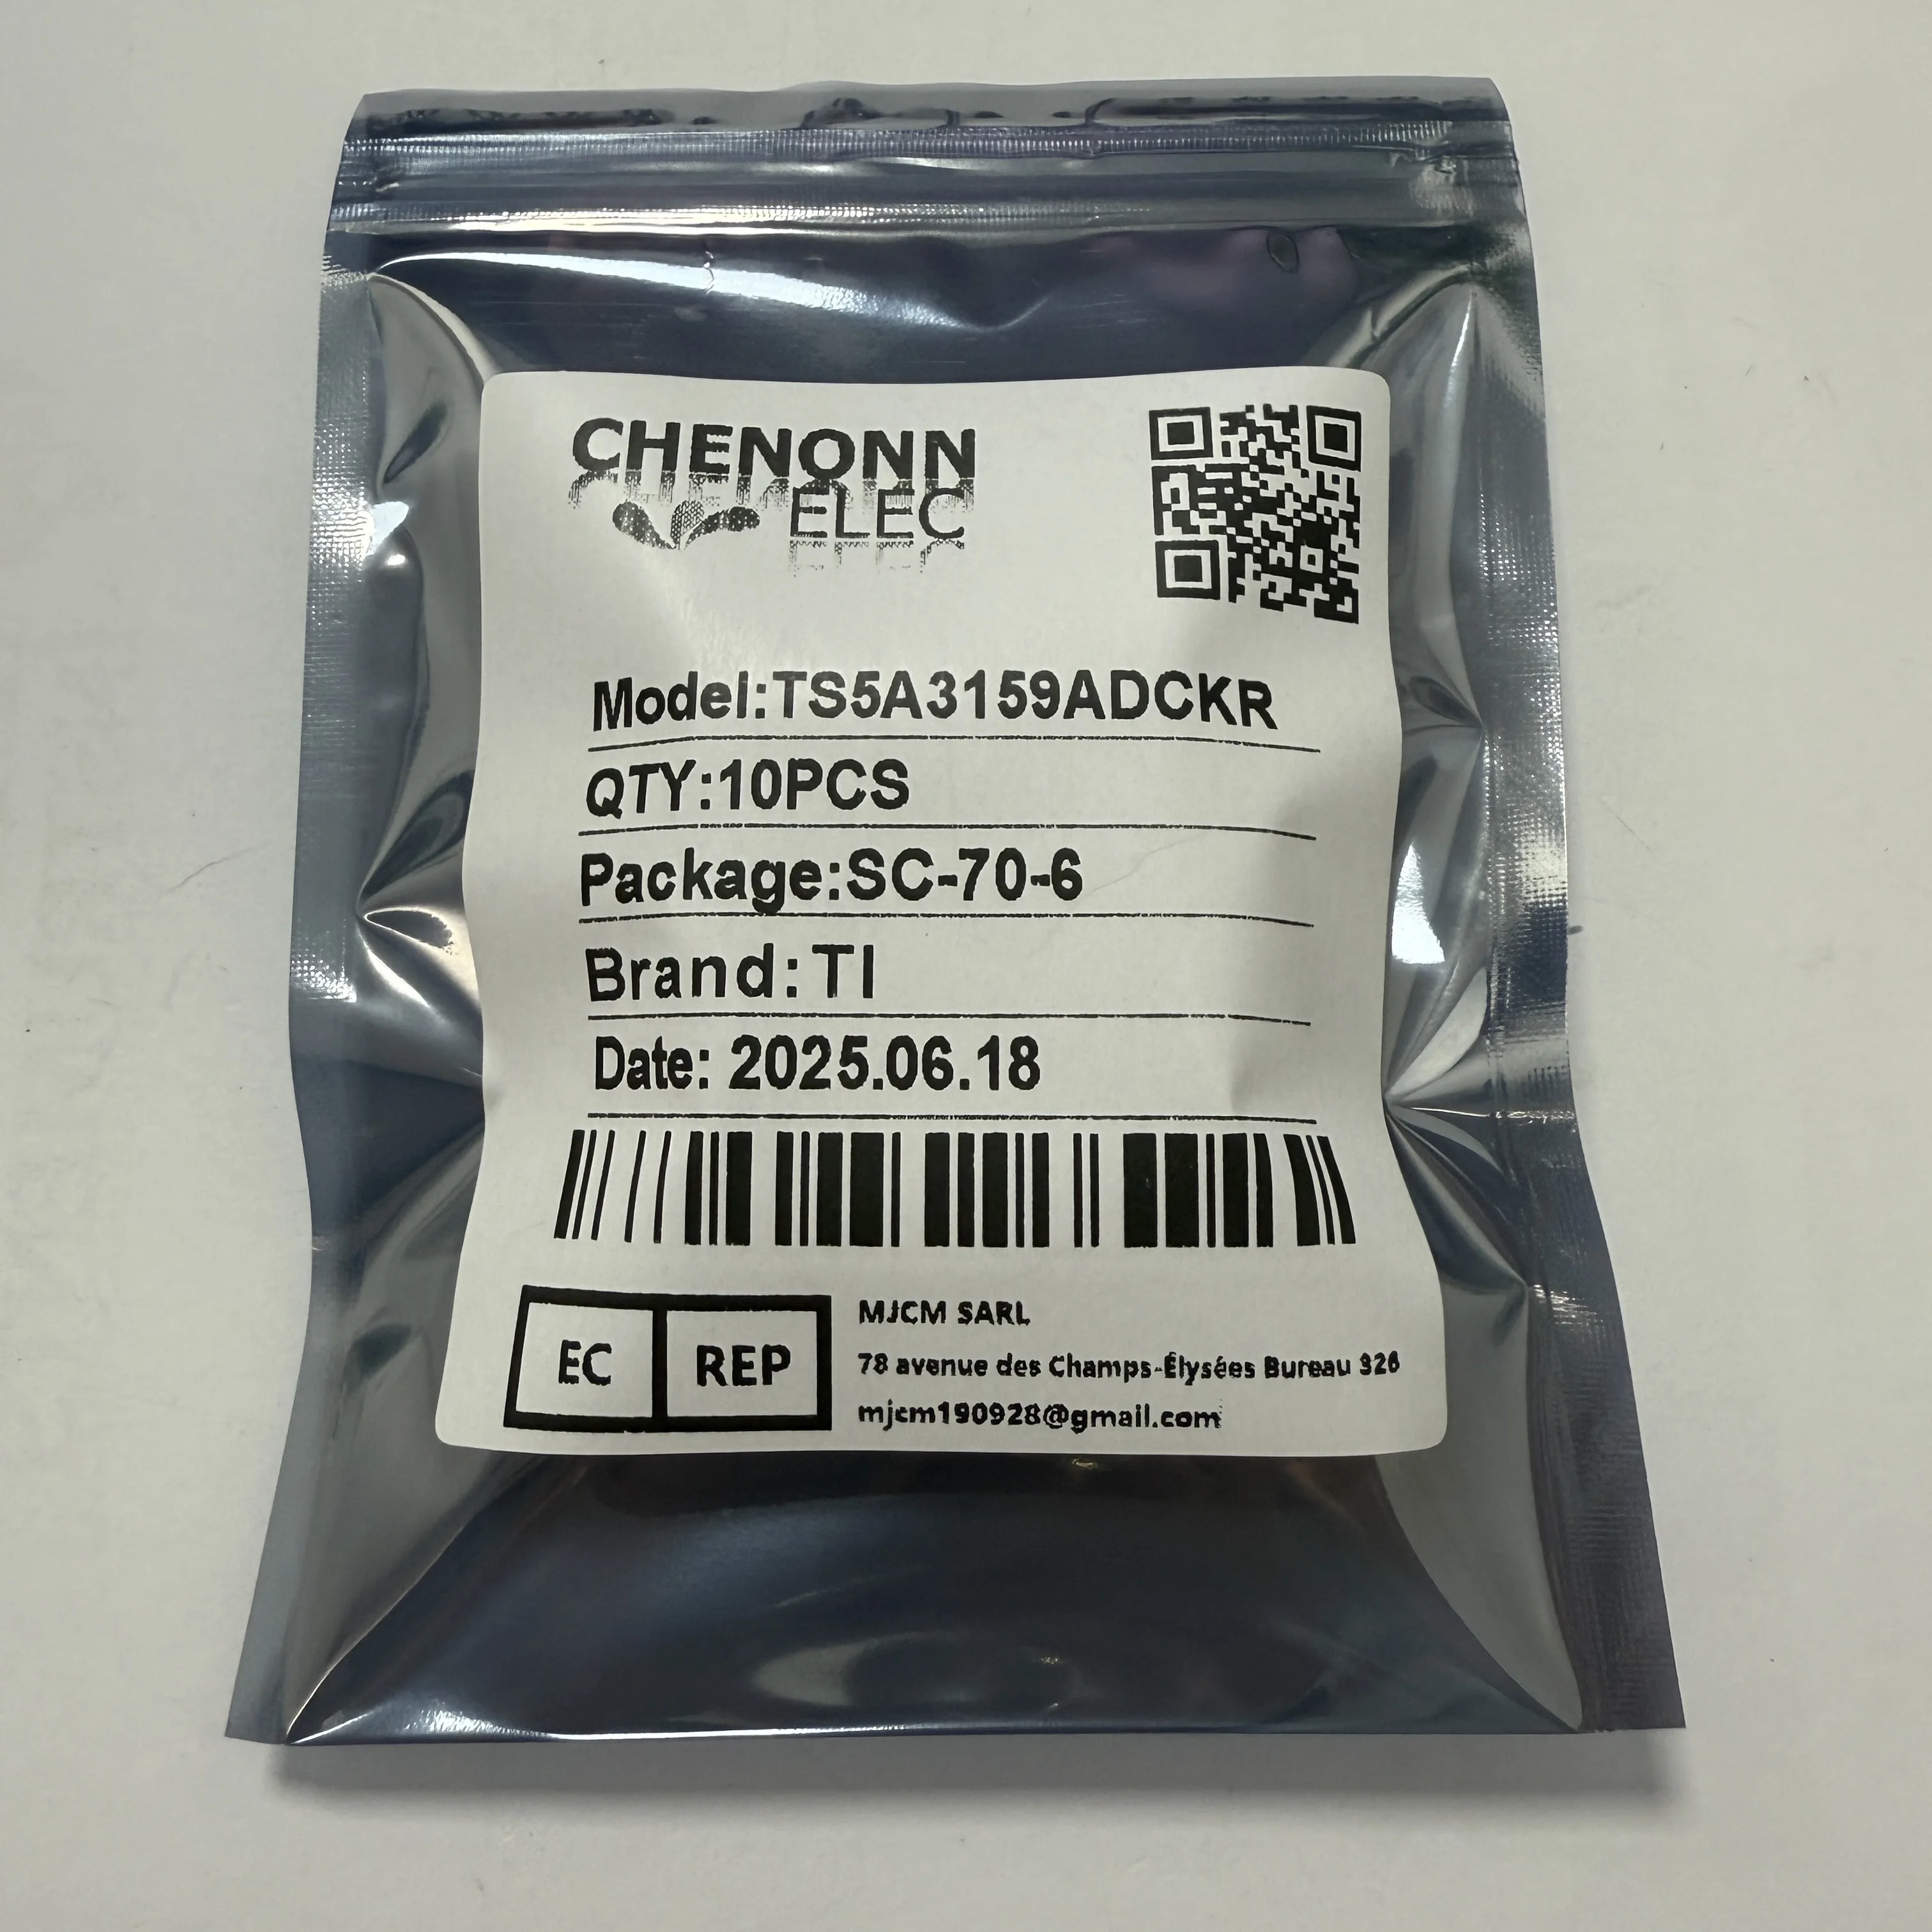 CHENONN
ELEC
Model:TS5A3159ADCKR
QTY:10PCS
Package:SC-70-6
Brand:TI
Date: 2025.06.18
EC REP
MJCM SARL
78 avenue des Champs-Élysées Bureau 326
mjcm190928@gmail.com